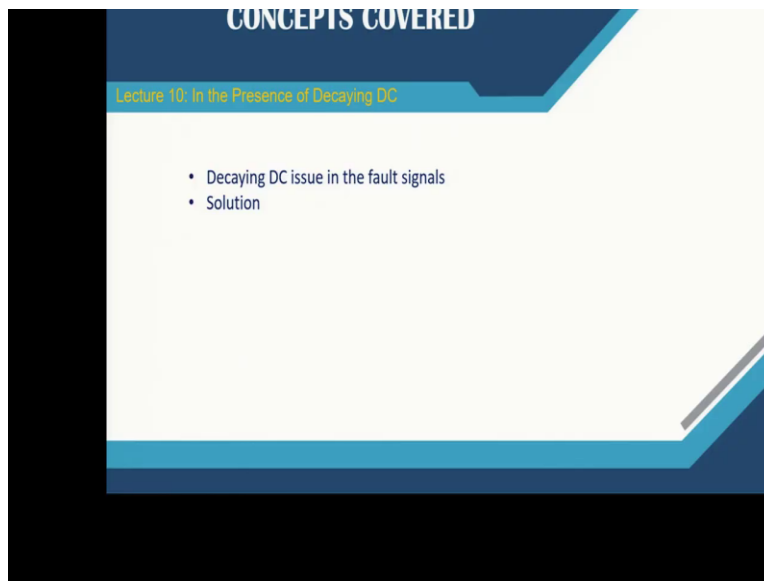 CONCEPTS COVERED
Lecture 10: In the Presence of Decaying DC
• Decaying DC issue in the fault signals
• Solution